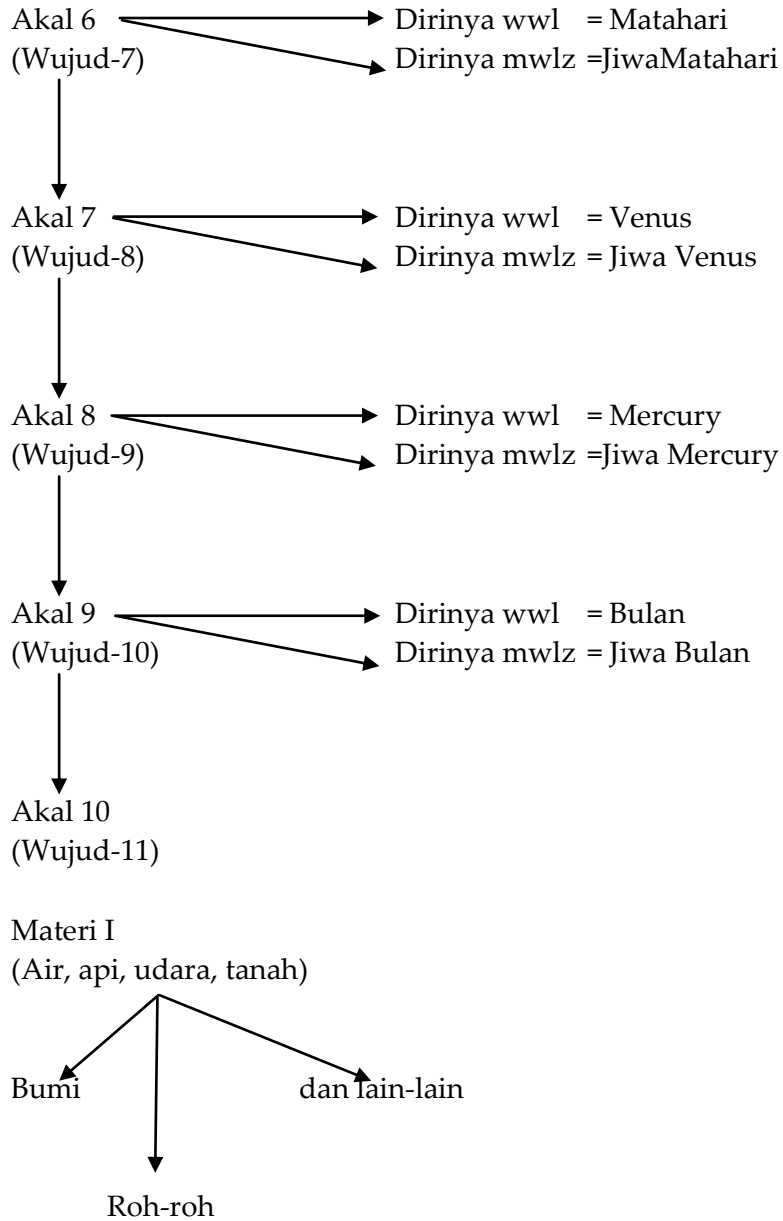 Akal 6 Dirinya wwl = Matahari
(Wujud-7) Dirinya mwlz =JiwaMatahari
Akal 7 Dirinya wwl = Venus
(Wujud-8) Dirinya mwlz = Jiwa Venus
Akal 8 Dirinya wwl = Mercury
(Wujud-9) Dirinya mwlz =Jiwa Mercury
Akal 9 Dirinya wwl = Bulan
(Wujud-10) Dirinya mwlz = Jiwa Bulan
Akal 10
(Wujud-11)
Materi I
(Air, api, udara, tanah)
Bumi dan lain-lain
Roh-roh